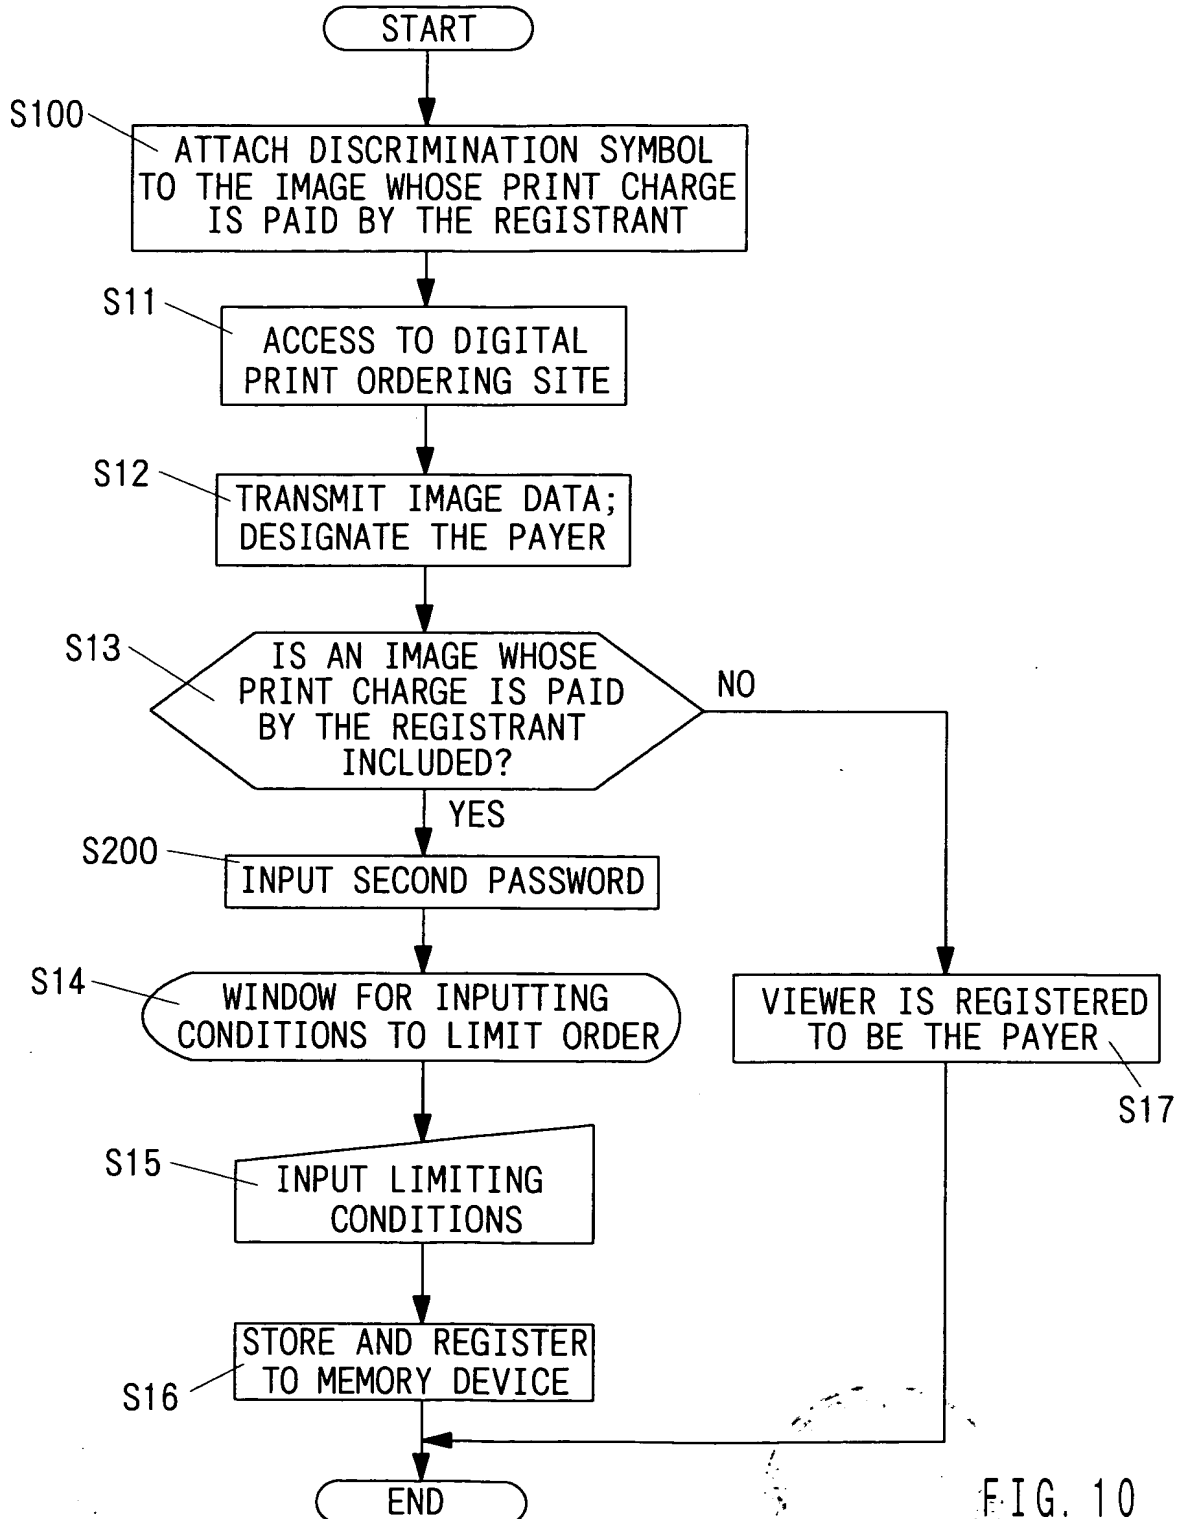 START
S100
ATTACH DISCRIMINATION SYMBOL
TO THE IMAGE WHOSE PRINT CHARGE
IS PAID BY THE REGISTRANT
S11
ACCESS TO DIGITAL
PRINT ORDERING SITE
S12
TRANSMIT IMAGE DATA;
DESIGNATE THE PAYER
S13
IS AN IMAGE WHOSE
PRINT CHARGE IS PAID
BY THE REGISTRANT
INCLUDED?
NO
YES
S200
INPUT SECOND PASSWORD
S14
WINDOW FOR INPUTTING
CONDITIONS TO LIMIT ORDER
VIEWER IS REGISTERED
TO BE THE PAYER
S17
S15
INPUT LIMITING
CONDITIONS
STORE AND REGISTER
TO MEMORY DEVICE
S16
END
FIG. 10